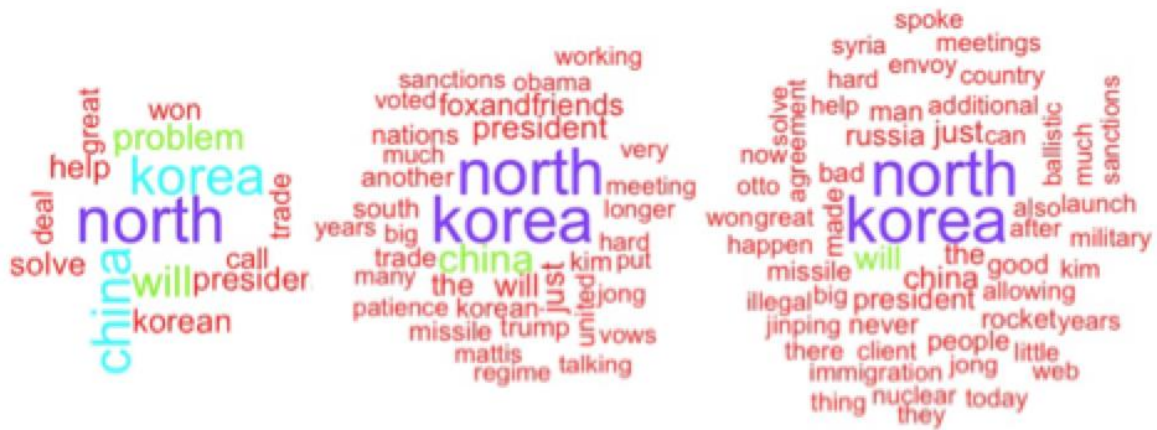 great
won
problem
help
korea
deal
north
trade
solve
china
will
call
presider
korean
working
sanctions obama
voted foxandfriends
nations president
much
very
another
north
meeting
south
korea
longer
years
big
hard
trade
china
kim put
many
the will
just
united
jong
patience korean
missile trump
vows
mattis
regime talking
spoke
syria meetings
hard envoy country
solve
agreement
help man additional
russia just can
ballistic
much
sanctions
now
bad
north
otto
made
won great
korea
also launch
after
military
happen
will
the
good kim
missile
china
illegal big president allowing
jinping never
rocket years
there client people little
immigration jong
web
thing nuclear today
they